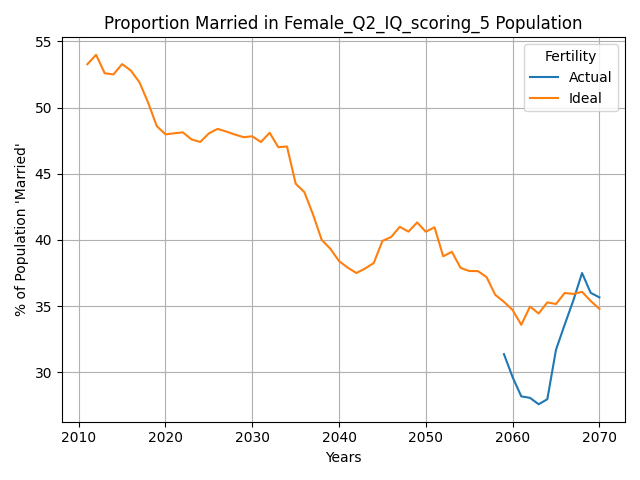 Proportion Married in Female_Q2_IQ_scoring_5 Population
% of Population 'Married'
55
50
45
40
35
30
Fertility
Actual
Ideal
2010 2020 2030 2040 2050 2060 2070
Years